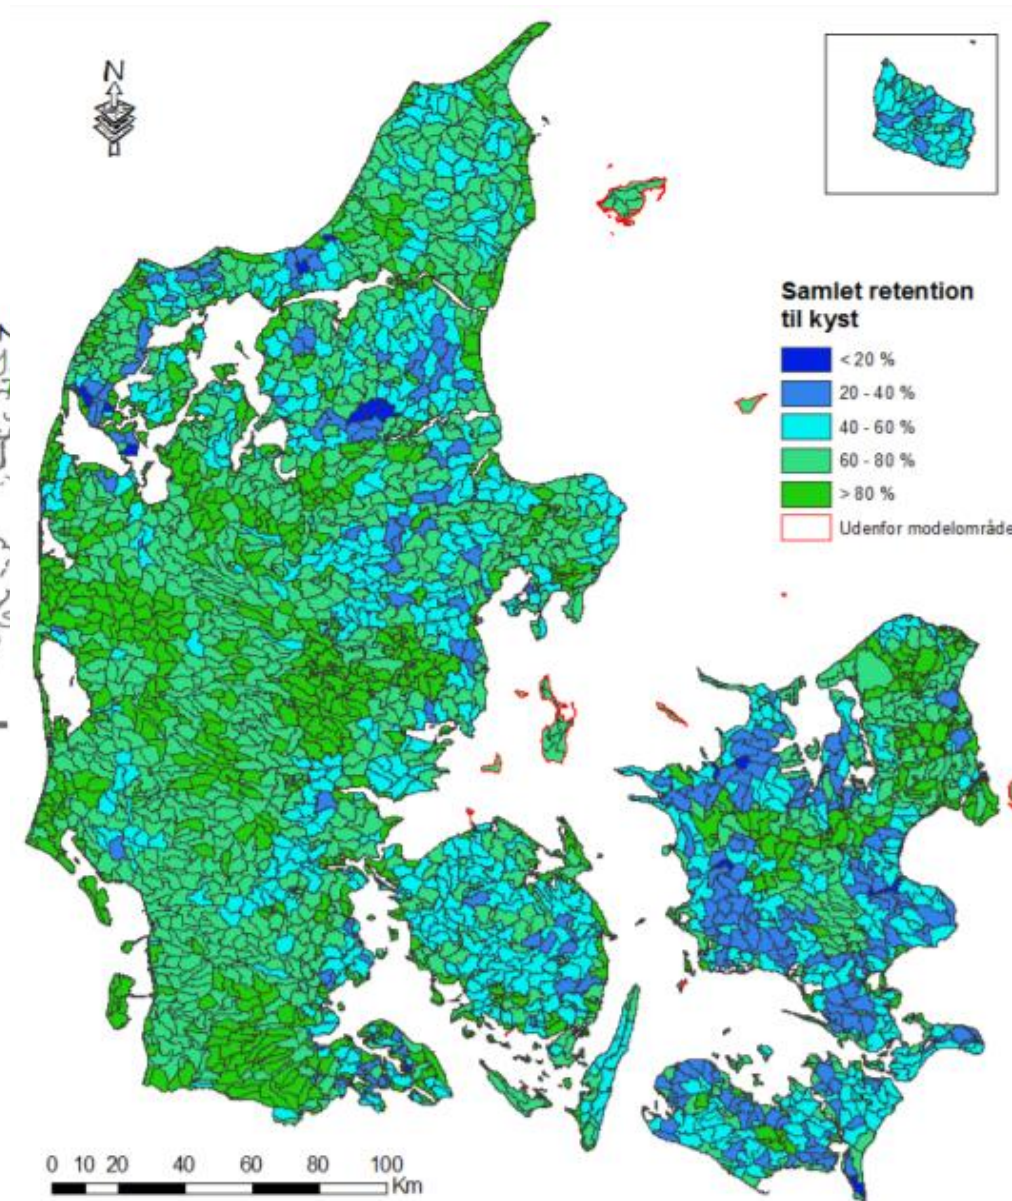 N
Samlet retention
til kyst
< 20 %
20 - 40 %
40 - 60 %
60 - 80 %
> 80 %
Udenfor modelområde
0 10 20 40 60 80 100
Km